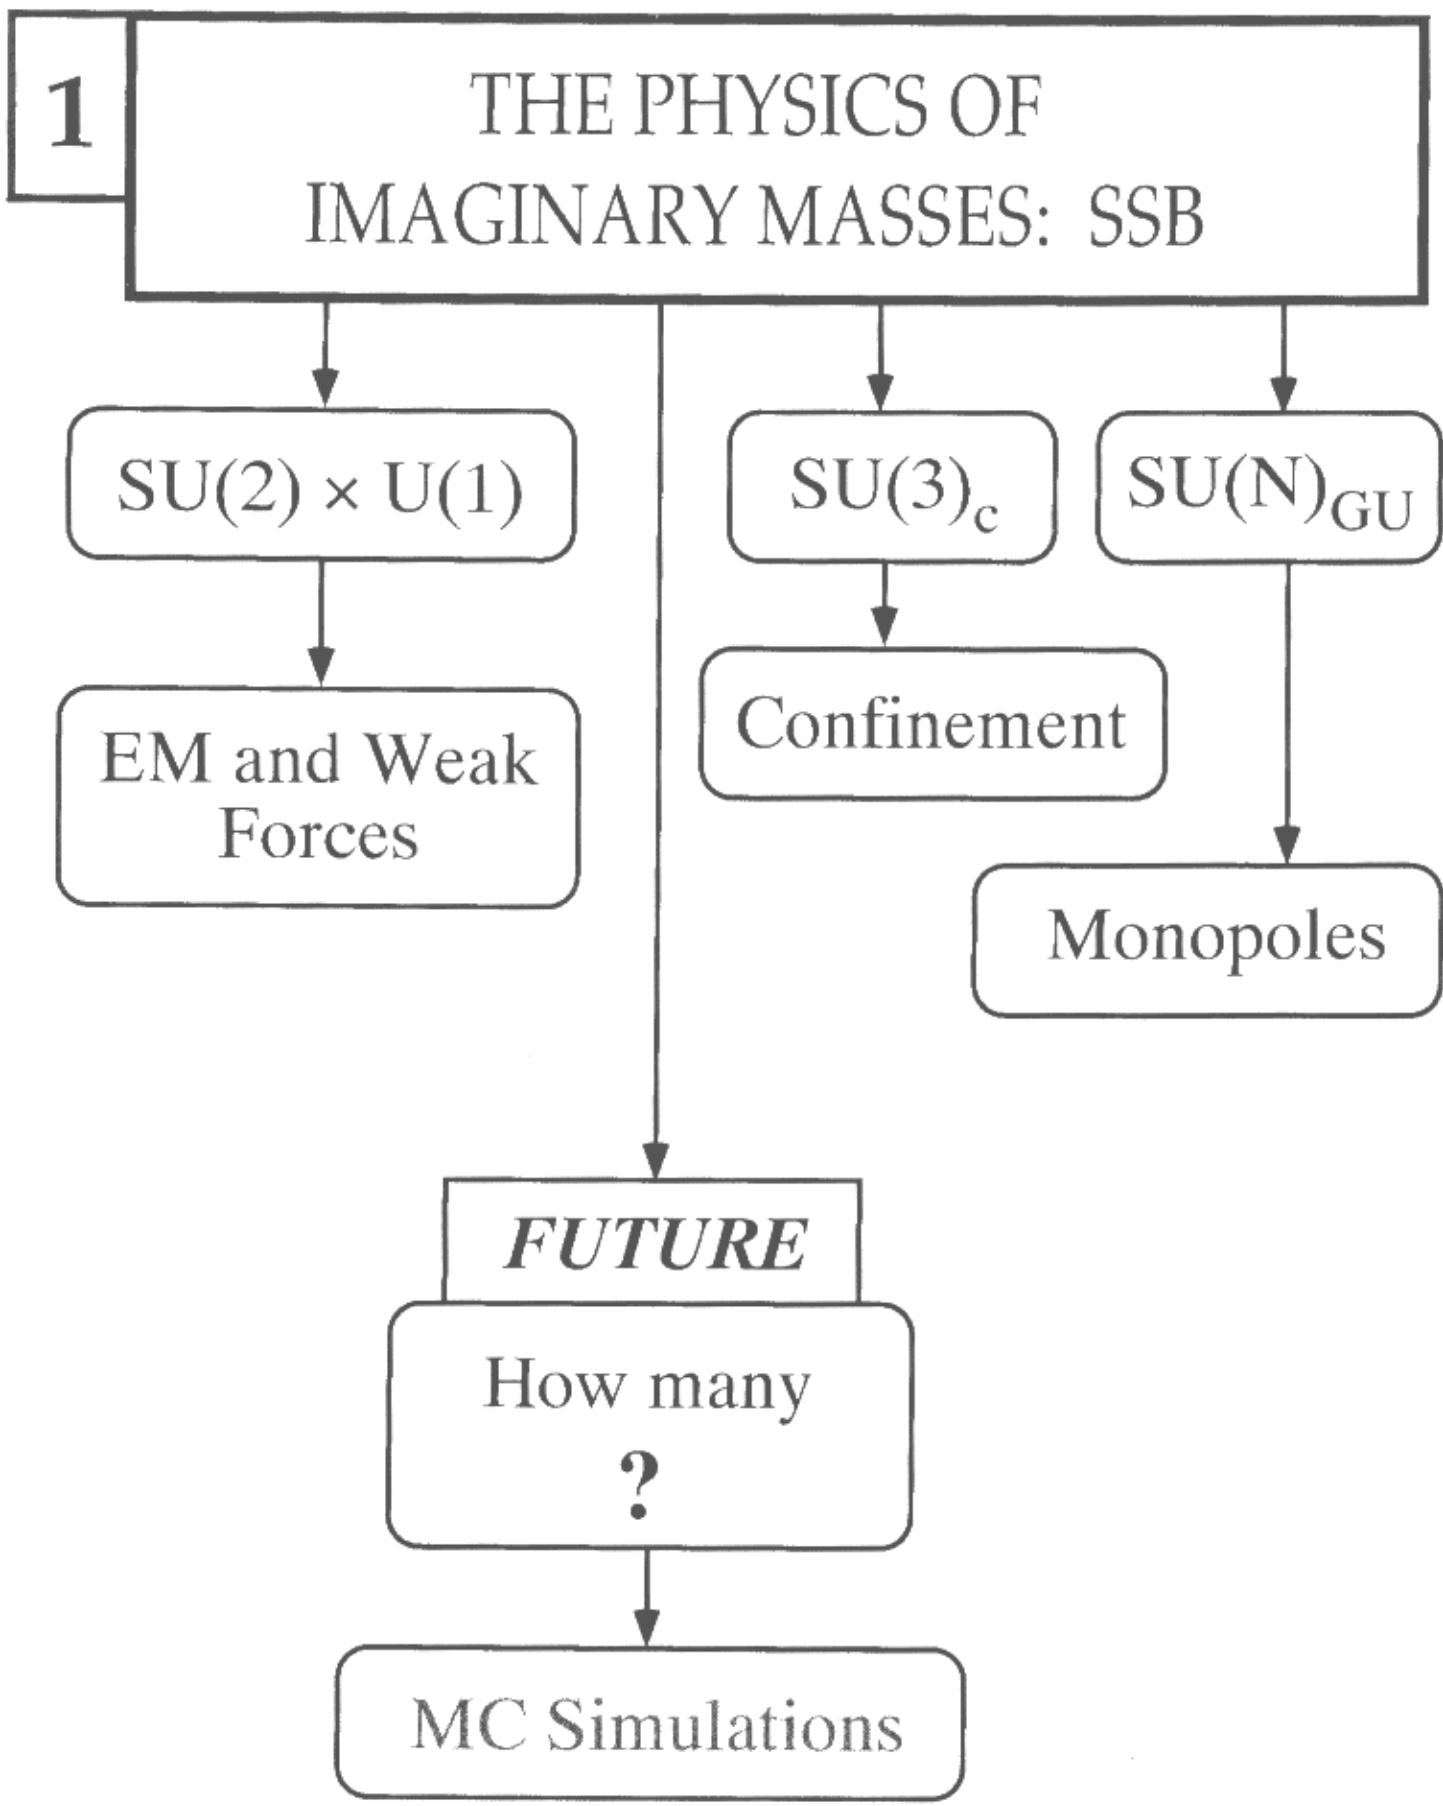 1
THE PHYSICS OF
IMAGINARY MASSES: SSB
SU(2) × U(1)
SU(3)c
SU(N)GU
EM and Weak
Forces
Confinement
Monopoles
FUTURE
How many
?
MC Simulations